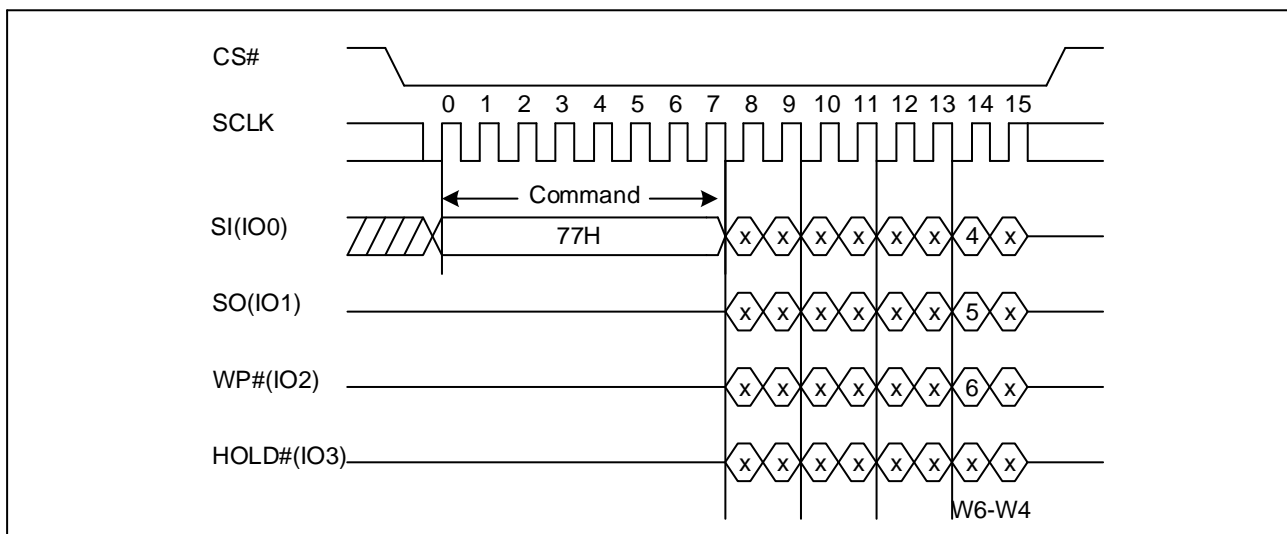 CS#
0 1 2 3 4 5 6 7 8 9 10 11 12 13 14 15
SCLK
Command
SI(IO0) 77H x x x x x x 4 x
SO(IO1) x x x x x x 5 x
WP#(IO2) x x x x x x 6 x
HOLD#(IO3) x x x x x x x x
W6-W4